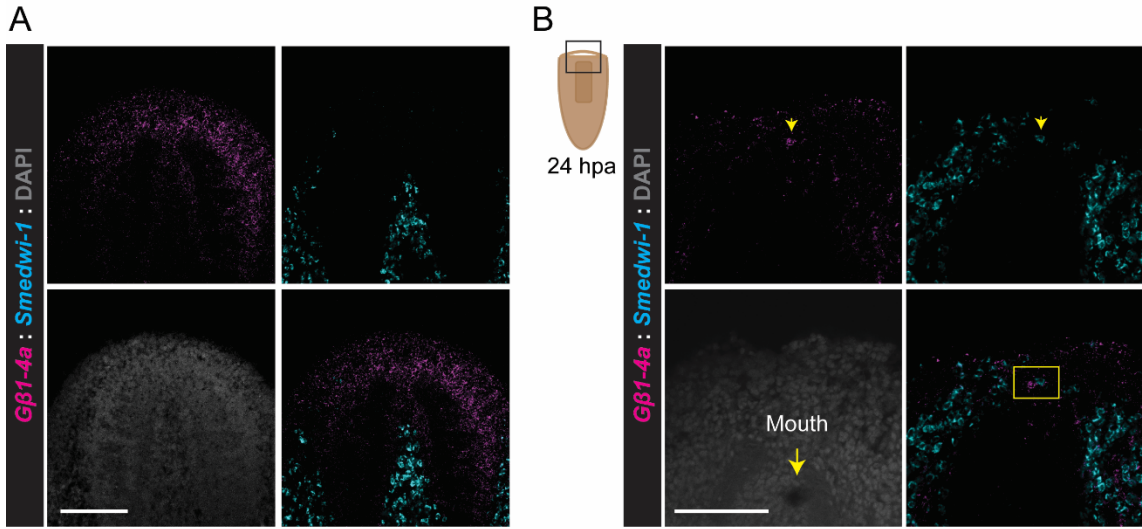 A
B
Gβ1-4a : Smedwi-1 : DAPI
24 hpa
Gβ1-4a : Smedwi-1 : DAPI
Mouth